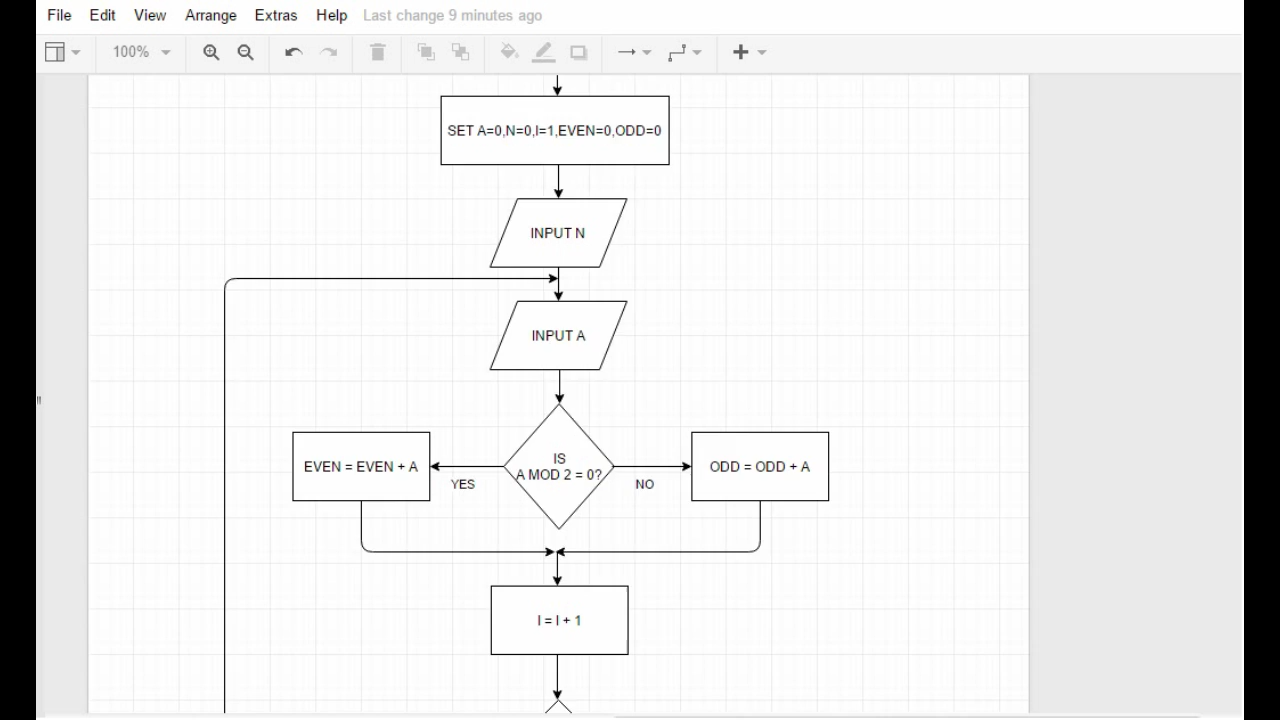 File Edit View Arrange Extras Help Last change 9 minutes ago
100%
SET A=0,N=0,I=1,EVEN=0,ODD=0
INPUT N
INPUT A
IS
A MOD 2 = 0?
EVEN = EVEN + A
ODD = ODD + A
YES
NO
I = I + 1